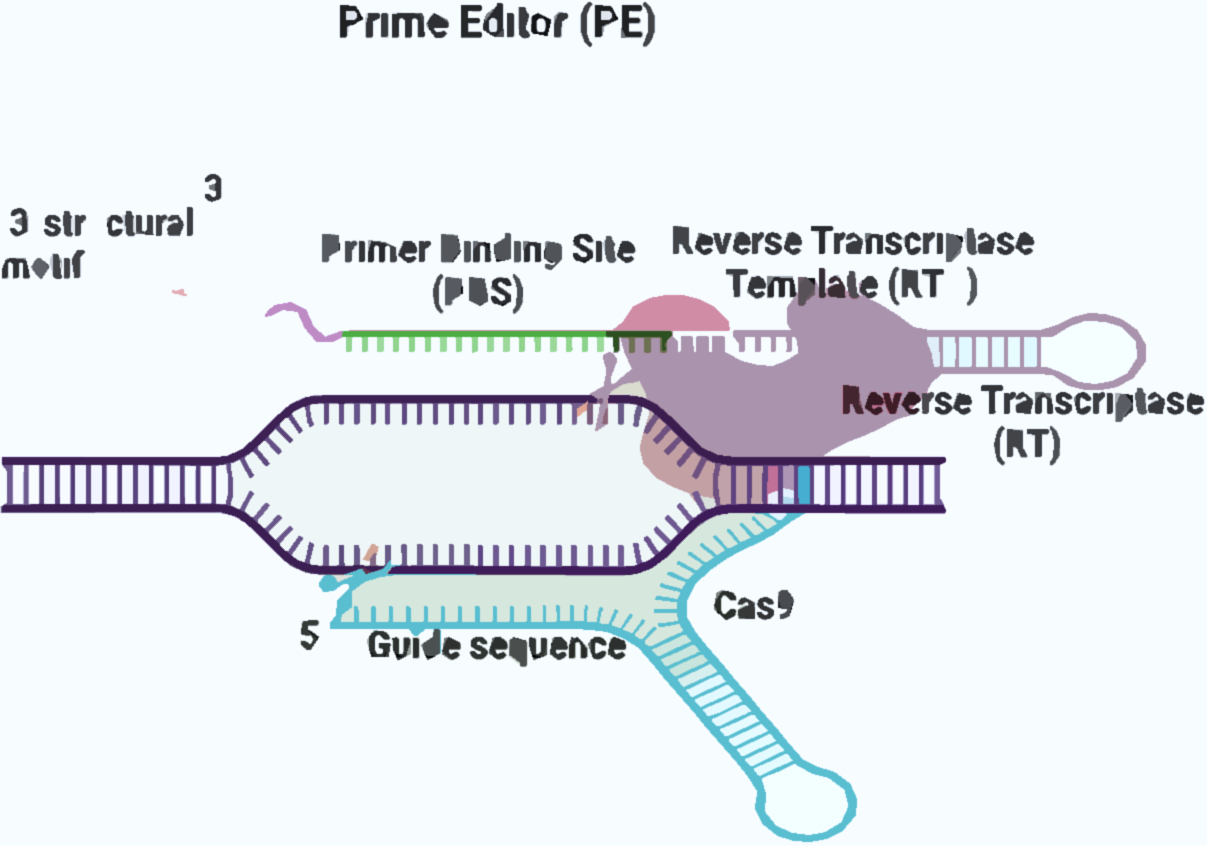 Prime Editor (PE)
3
3 str ctural
motif
Primer Binding Site
(PBS)
Reverse Transcriptase
Template (RT )
Reverse Transcriptase
(RT)
Cas9
5
Guide sequence